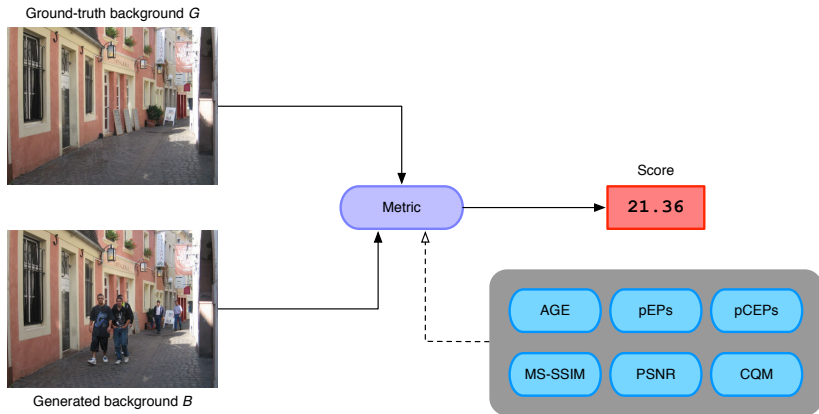 Ground-truth background G
Score
Metric
21.36
AGE
pEPs
pCEPs
MS-SSIM
PSNR
CQM
Generated background B